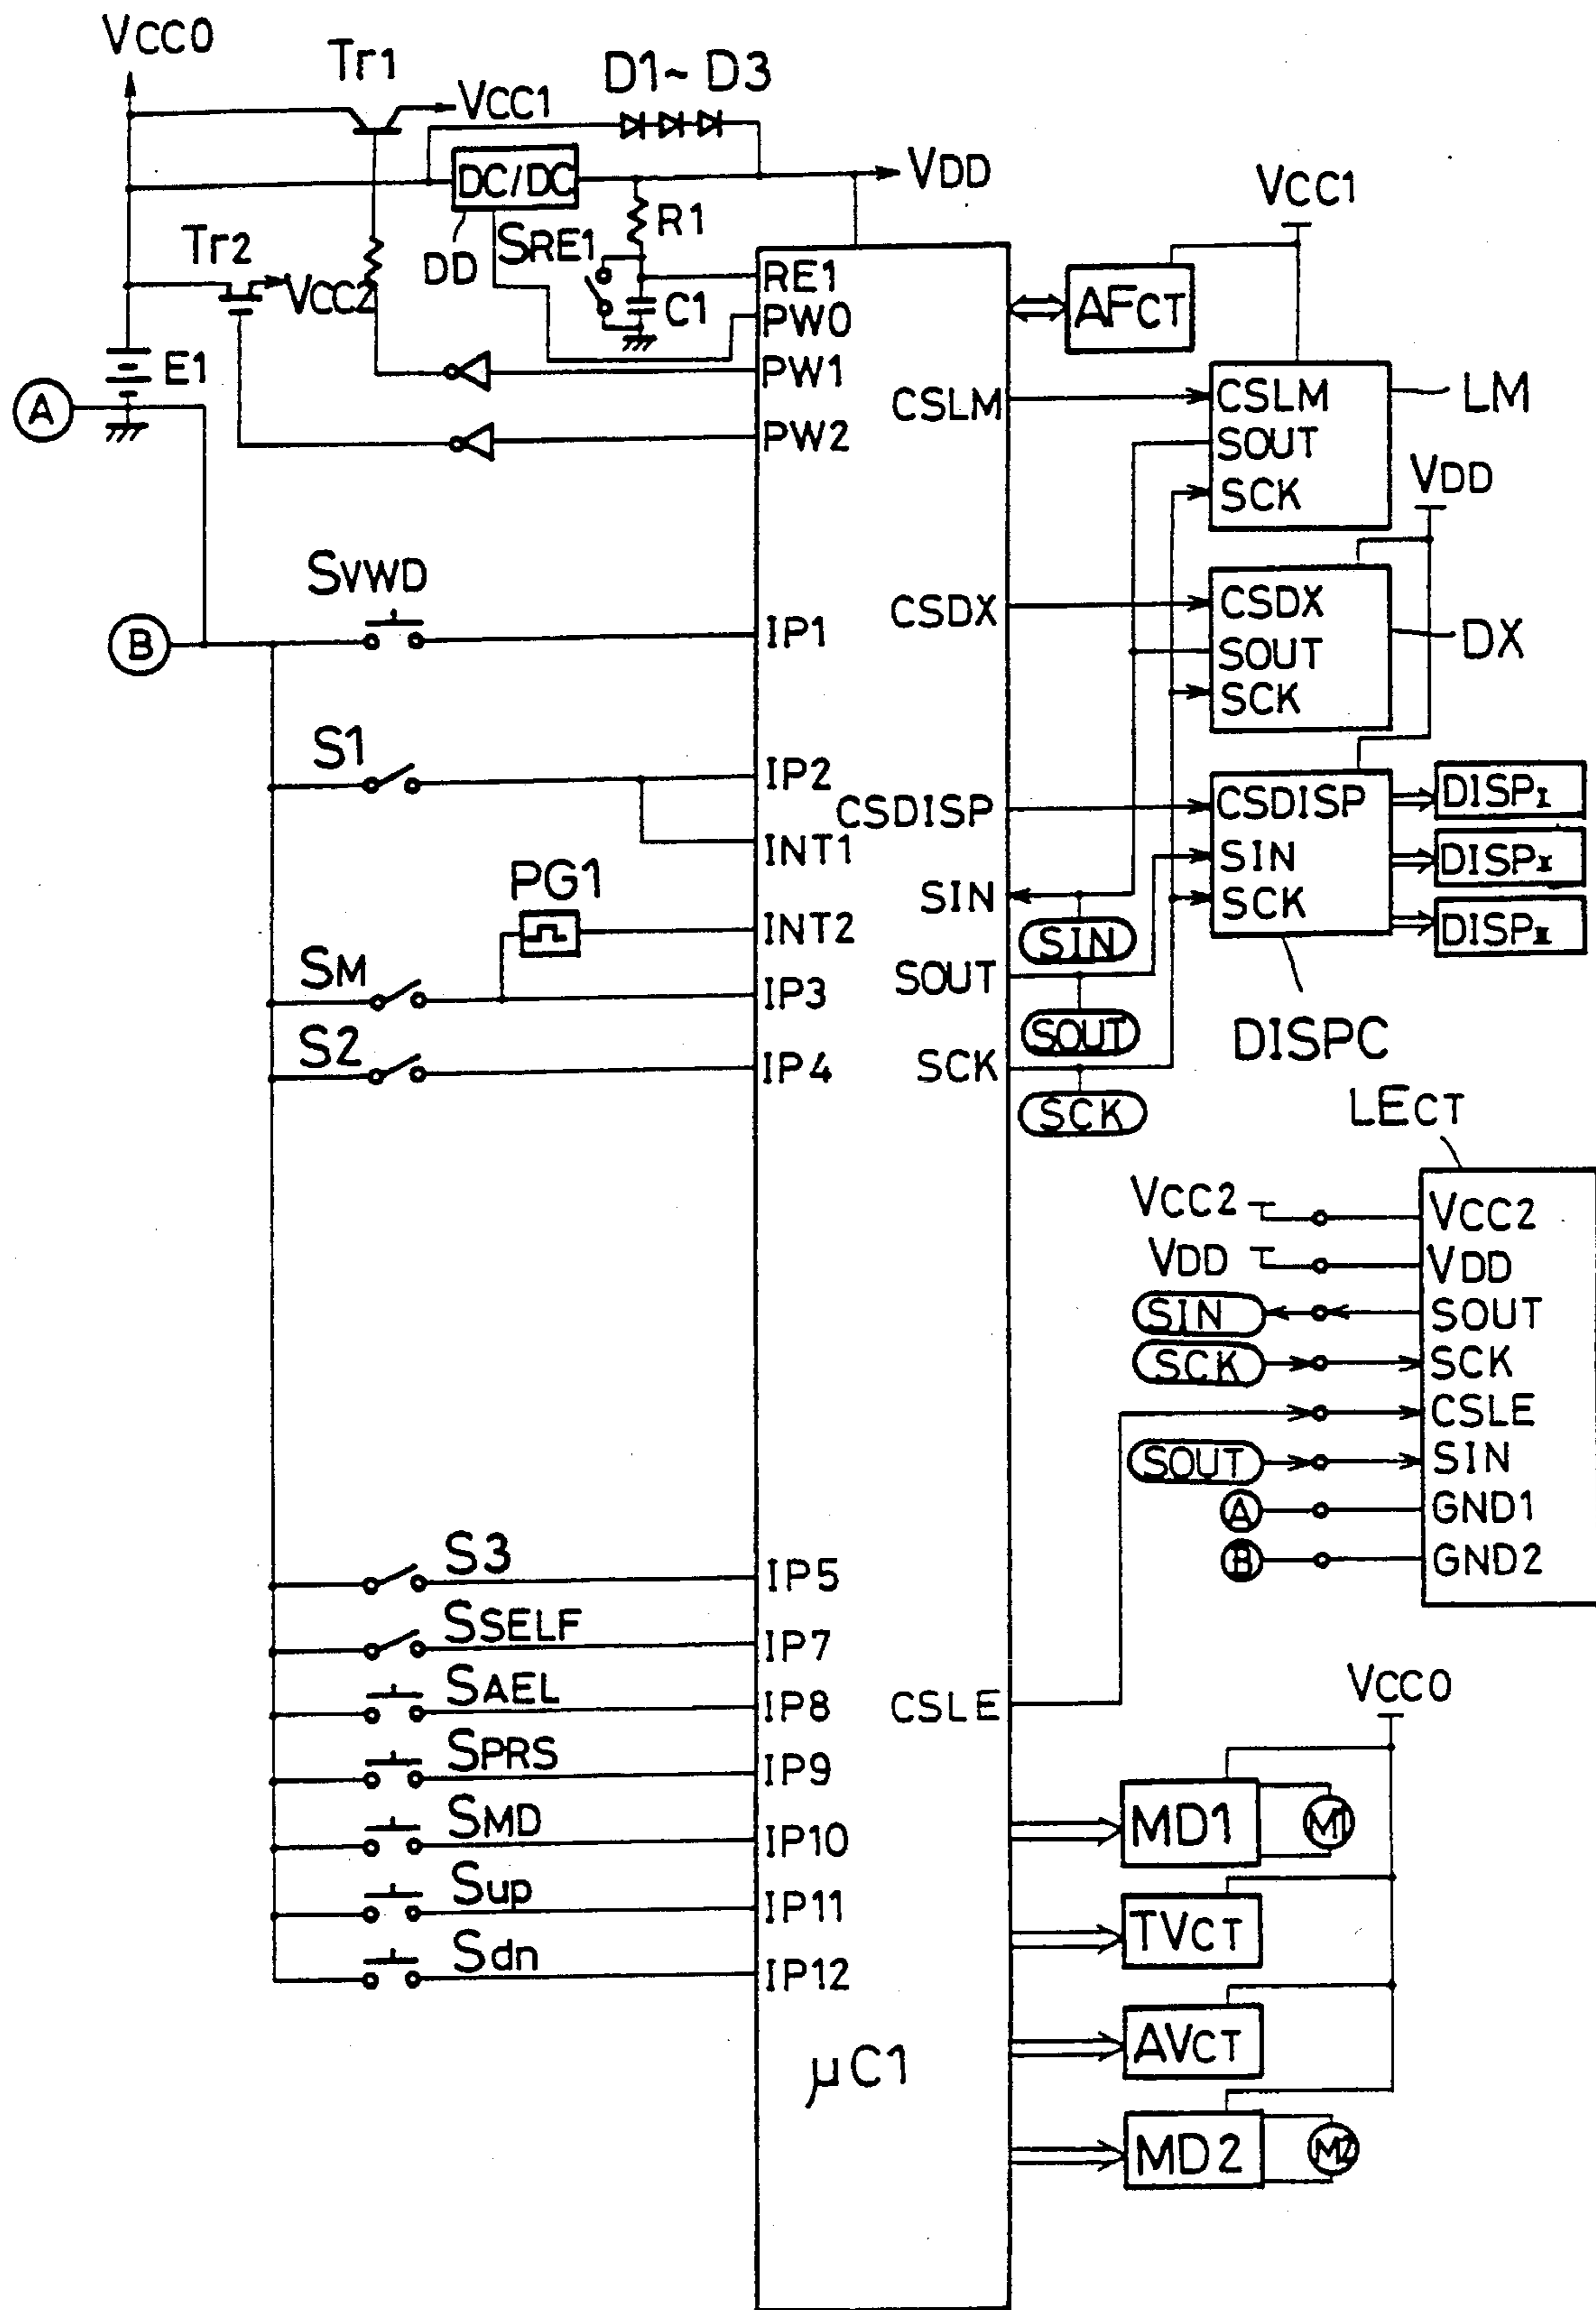 VCC0
Tr1
D1~D3
VCC1
DC/DC
VDD
R1
SRE1
DD
Tr2
VCC2
C1
E1
A
B
RE1
PW0
PW1
PW2
SVWD
IP1
S1
IP2
INT1
PG1
INT2
SM
IP3
S2
IP4
S3
IP5
SSELF
IP7
SAEL
IP8
SPRS
IP9
SMD
IP10
Sup
IP11
Sdn
IP12
μC1
CSLM
CSDX
CSDISP
SIN
SOUT
SCK
CSLE
SIN
SOUT
SCK
VCC1
AFCT
CSLM
SOUT
SCK
LM
VDD
CSDX
SOUT
SCK
DX
CSDISP
SIN
SCK
DISPI
DISPII
DISPC
LECT
VCC2
VCC2
VDD
VDD
SIN
SOUT
SCK
SCK
CSLE
SOUT
SIN
A
GND1
B
GND2
VCC0
MD1
M1
TVCT
AVCT
MD2
M2